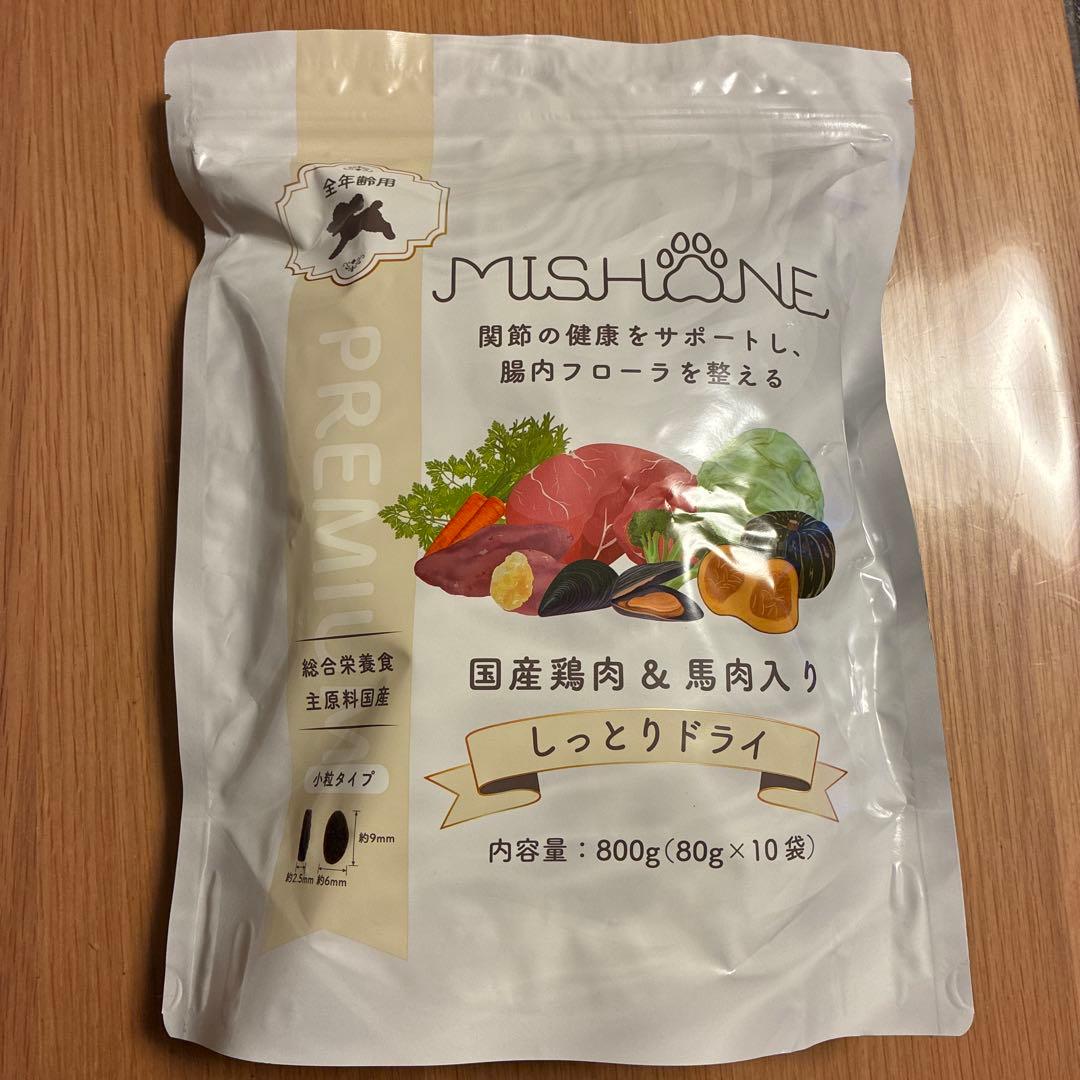 全年齢用
PREMIUM
MISHONE
関節の健康をサポートし、
腸内フローラを整える
国産鶏肉&馬肉入り
しっとりドライ
内容量:800g(80g×10袋)
総合栄養食
主原料国産
小粒タイプ
約9mm
約2.5mm 約6mm